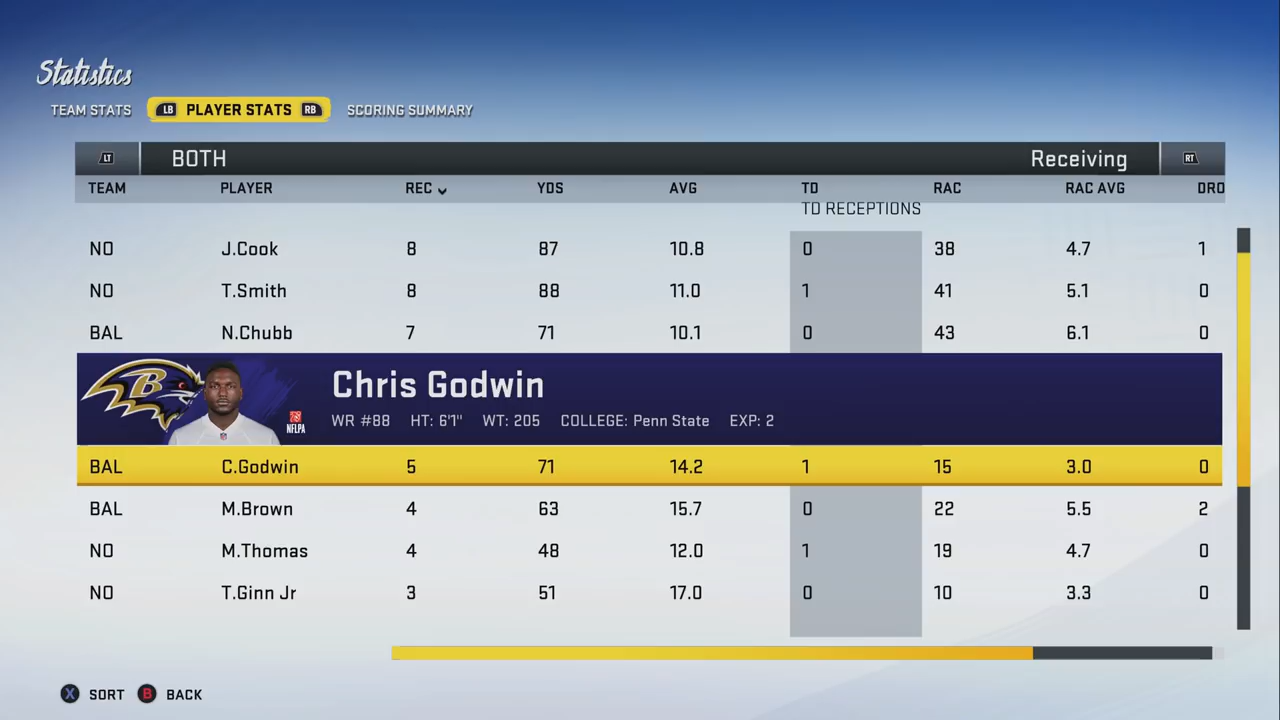 Statistics
TEAM STATS LB PLAYER STATS RB SCORING SUMMARY
LT BOTH Receiving RT
TEAM PLAYER REC YDS AVG TD RAC RAC AVG DRO
TD RECEPTIONS
NO J.Cook 8 87 10.8 0 38 4.7 1
NO T.Smith 8 88 11.0 1 41 5.1 0
BAL N.Chubb 7 71 10.1 0 43 6.1 0
B NFLPA Chris Godwin
WR #88 HT: 6'1" WT: 205 COLLEGE: Penn State EXP: 2
BAL C.Godwin 5 71 14.2 1 15 3.0 0
BAL M.Brown 4 63 15.7 0 22 5.5 2
NO M.Thomas 4 48 12.0 1 19 4.7 0
NO T.Ginn Jr 3 51 17.0 0 10 3.3 0
X SORT B BACK